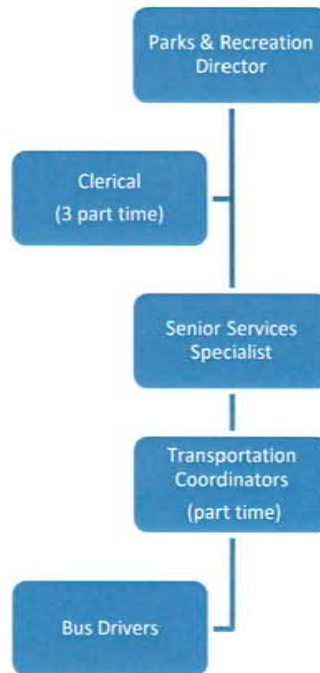 Parks & Recreation
Director
Clerical
(3 part time)
Senior Services
Specialist
Transportation
Coordinators
(part time)
Bus Drivers